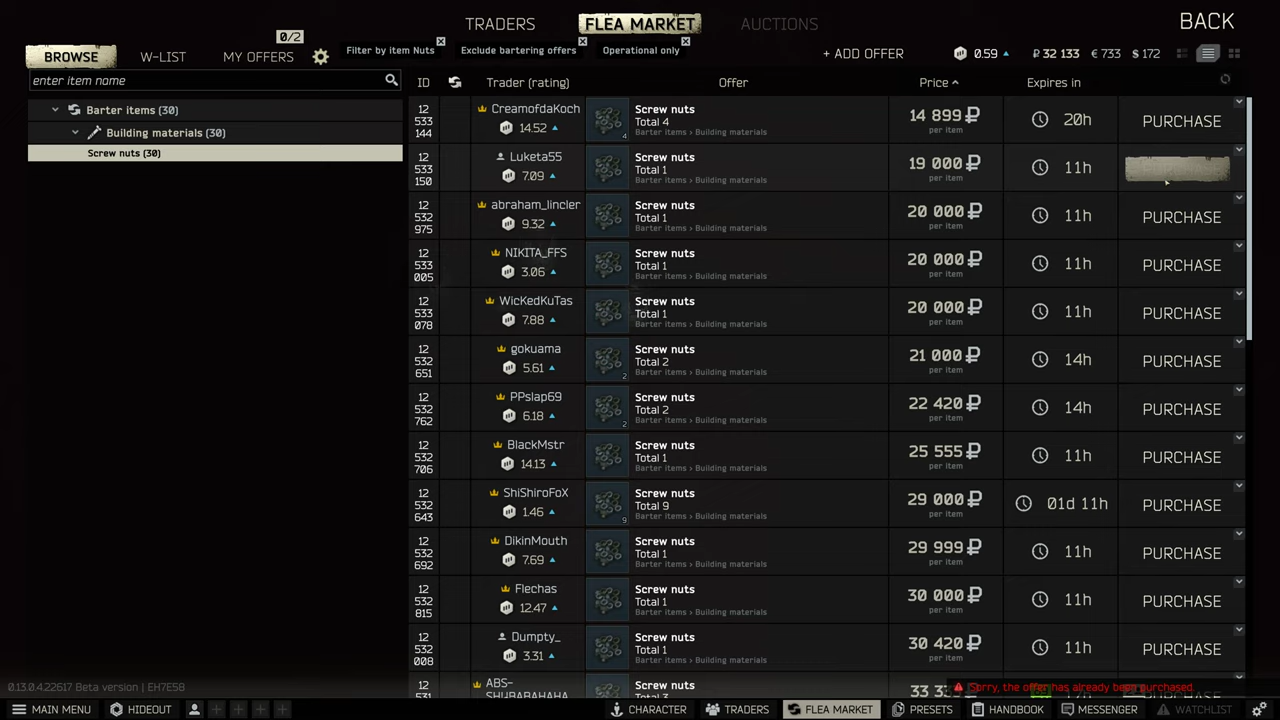 TRADERS
FLEA MARKET
AUCTIONS
BACK
0/2
BROWSE
W-LIST
MY OFFERS
Filter by item Nuts
Exclude bartering offers
Operational only
+ ADD OFFER
0.59
₽ 32 133
€ 733
$ 172
enter item name
ID
Trader (rating)
Offer
Price
Expires in
Barter items (30)
Building materials (30)
Screw nuts (30)
12 533 144
CreamofdaKoch
14.52
4
Screw nuts
Total 4
Barter items > Building materials
14 899 ₽
per item
20h
PURCHASE
12 533 150
Luketa55
7.09
Screw nuts
Total 1
Barter items > Building materials
19 000 ₽
per item
11h
12 532 975
abraham_lincler
9.32
Screw nuts
Total 1
Barter items > Building materials
20 000 ₽
per item
11h
PURCHASE
12 533 005
NIKITA_FFS
3.06
Screw nuts
Total 1
Barter items > Building materials
20 000 ₽
per item
11h
PURCHASE
12 533 078
WicKedKuTas
7.88
Screw nuts
Total 1
Barter items > Building materials
20 000 ₽
per item
11h
PURCHASE
12 532 651
gokuama
5.61
2
Screw nuts
Total 2
Barter items > Building materials
21 000 ₽
per item
14h
PURCHASE
12 532 762
PPslap69
6.18
2
Screw nuts
Total 2
Barter items > Building materials
22 420 ₽
per item
14h
PURCHASE
12 532 706
BlackMstr
14.13
Screw nuts
Total 1
Barter items > Building materials
25 555 ₽
per item
11h
PURCHASE
12 532 643
ShiShiroFoX
1.46
9
Screw nuts
Total 9
Barter items > Building materials
29 000 ₽
per item
01d 11h
PURCHASE
12 532 692
DikinMouth
7.69
Screw nuts
Total 1
Barter items > Building materials
29 999 ₽
per item
11h
PURCHASE
12 532 815
Flechas
12.47
Screw nuts
Total 1
Barter items > Building materials
30 000 ₽
per item
11h
PURCHASE
12 532 008
Dumpty_
3.31
Screw nuts
Total 1
Barter items > Building materials
30 420 ₽
per item
11h
PURCHASE
12
ABS-
Screw nuts
Sorry, the offer has already been purchased.
0.13.0.4.22617 Beta version | EH7E58
MAIN MENU
HIDEOUT
CHARACTER
TRADERS
FLEA MARKET
PRESETS
HANDBOOK
MESSENGER
WATCHLIST